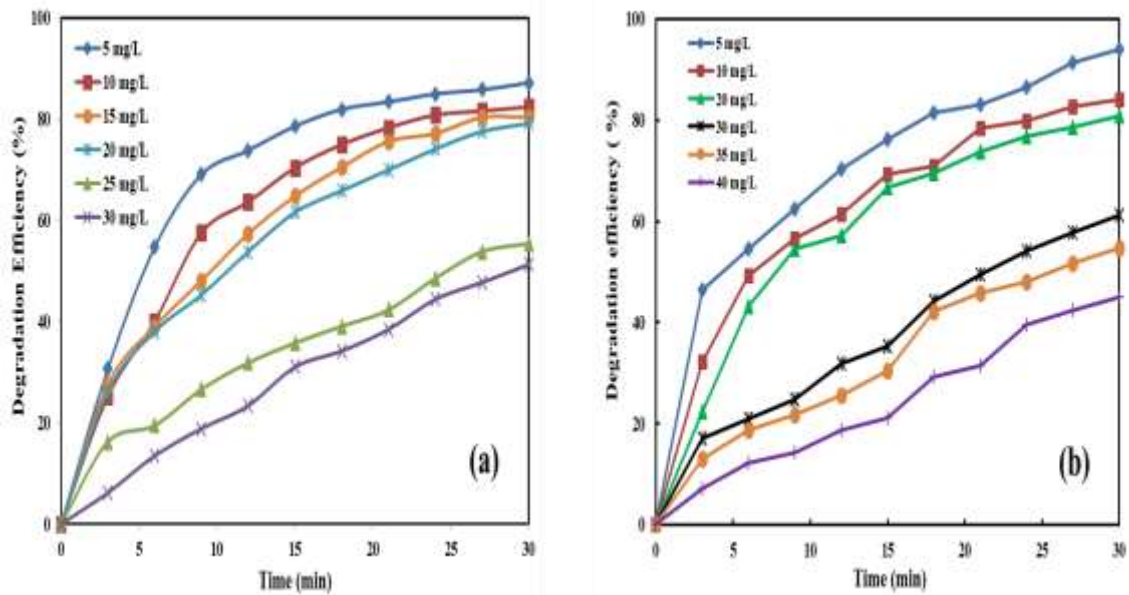 100
80
60
40
20
0
Degradation Efficiency (%)
5 mg/L
10 mg/L
15 mg/L
20 mg/L
25 mg/L
30 mg/L
(a)
0 5 10 15 20 25 30
Time (min)
100
80
60
40
20
0
Degradation efficiency ( %)
5 mg/L
10 mg/L
20 mg/L
30 mg/L
35 mg/L
40 mg/L
(b)
0 5 10 15 20 25 30
Time (min)